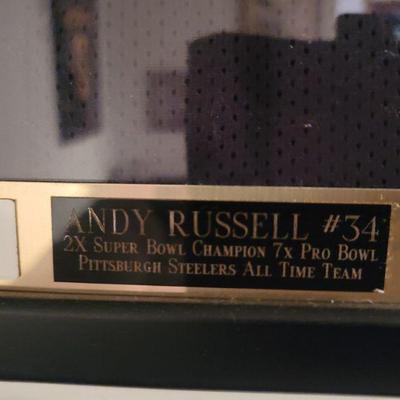 ANDY RUSSELL #34
2X SUPER BOWL CHAMPION 7X PRO BOWL
PITTSBURGH STEELERS ALL TIME TEAM